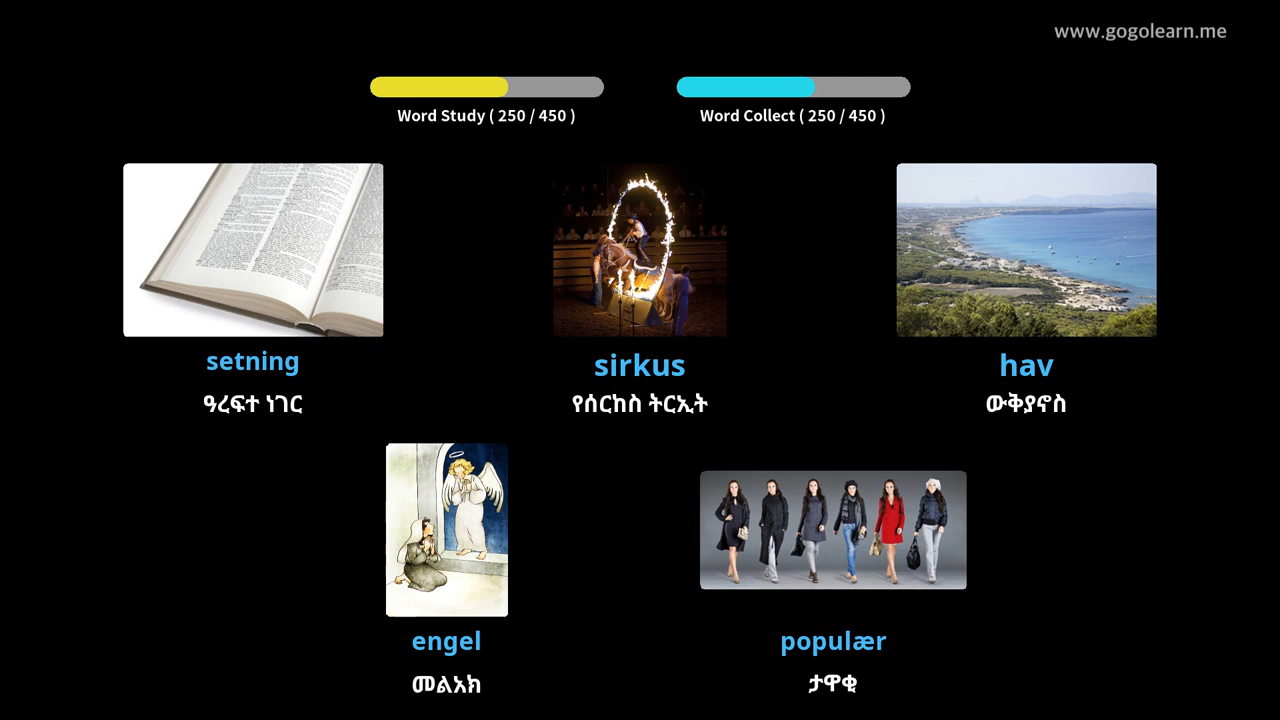 www.gogolearn.me
Word Study ( 250 / 450 )
Word Collect ( 250 / 450 )
setning
sirkus
hav
ዓረፍተ ነገር
የሰርከስ ትርኢት
ውቅያኖስ
engel
populær
መልአክ
ታዋቂ